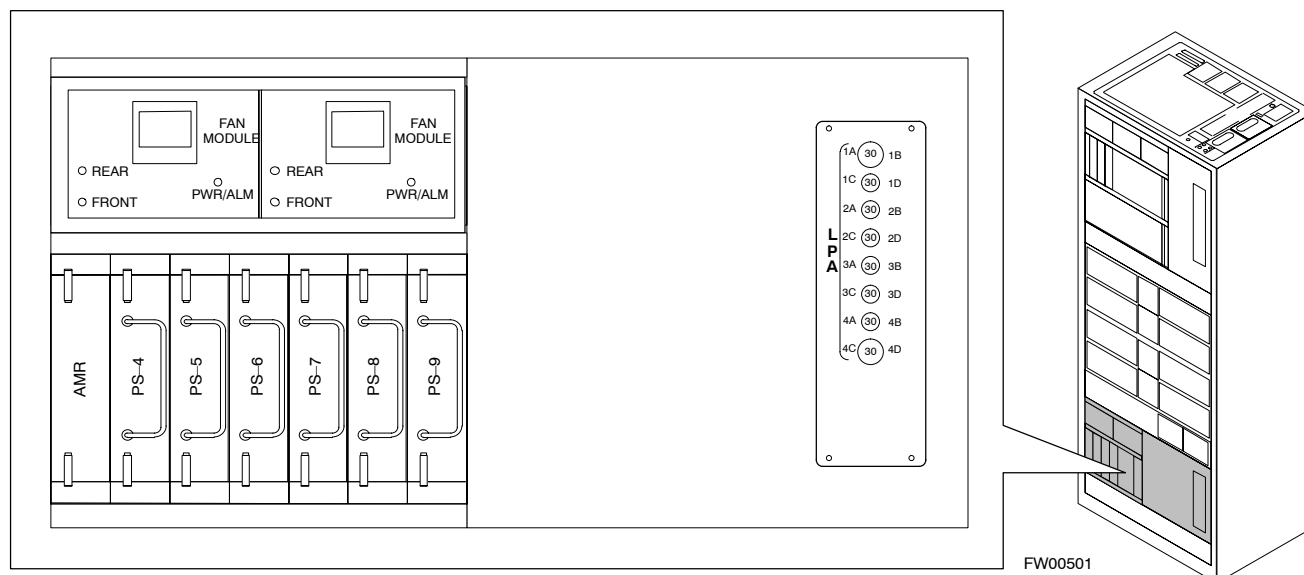 FAN
MODULE
REAR
FRONT
PWR/ALM
FAN
MODULE
REAR
FRONT
PWR/ALM
AMR
PS–4
PS–5
PS–6
PS–7
PS–8
PS–9
LPA
1A 30 1B
1C 30 1D
2A 30 2B
2C 30 2D
3A 30 3B
3C 30 3D
4A 30 4B
4C 30 4D
FW00501